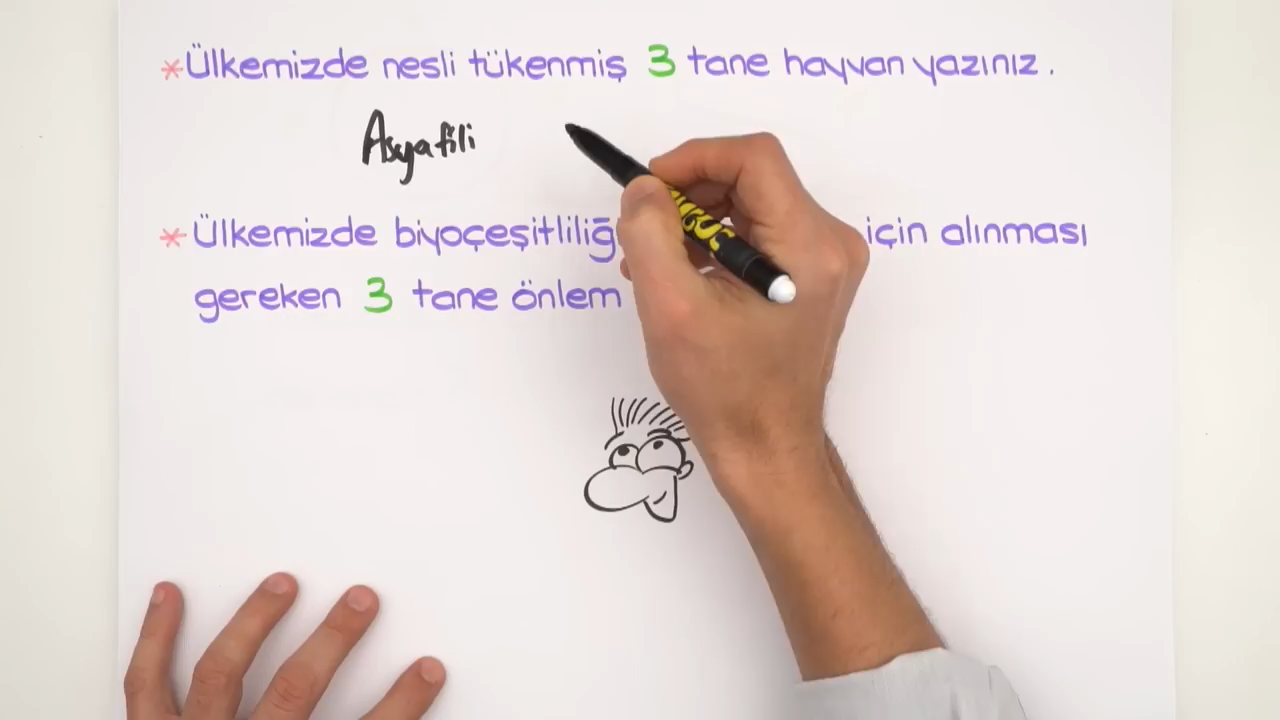 *Ülkemizde nesli tükenmiş 3 tane hayvan yazınız.
Asya fili
*Ülkemizde biyoçeşitliliğ için alınması
gereken 3 tane önlem